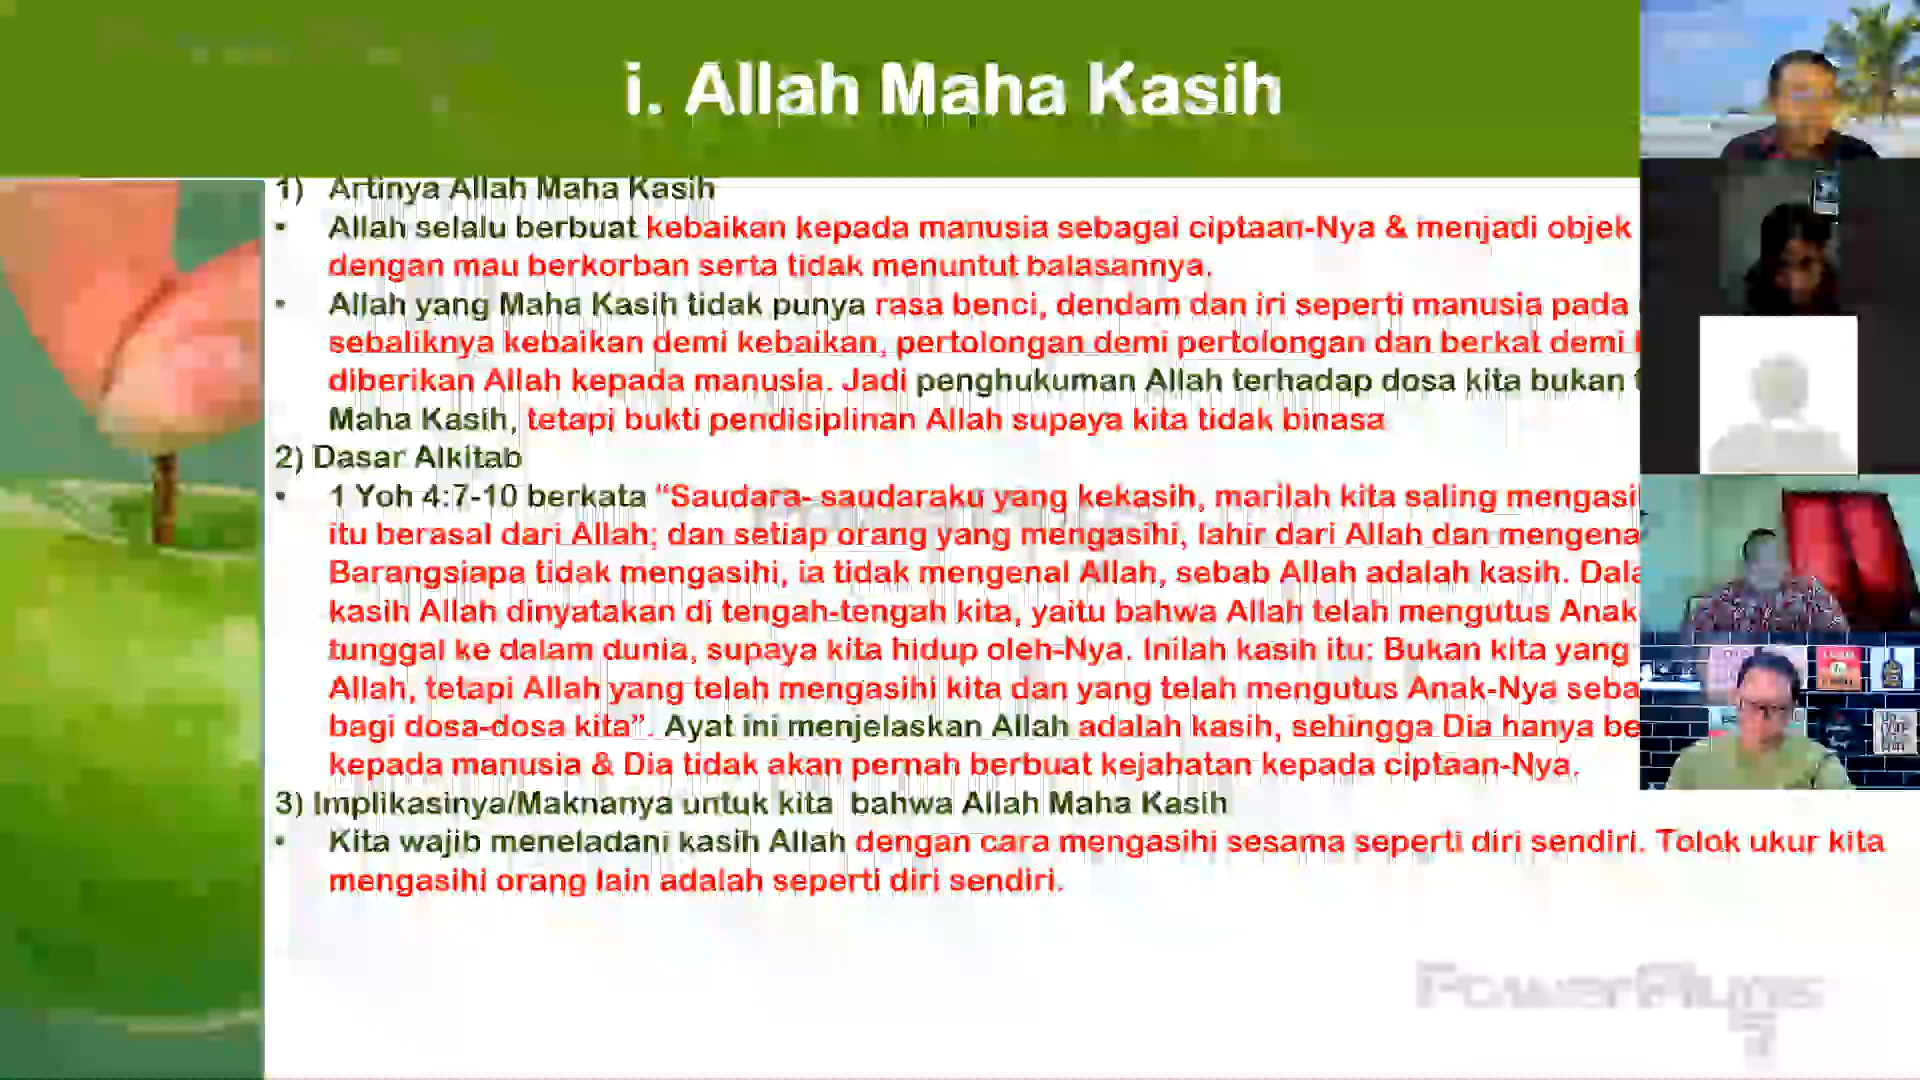 i. Allah Maha Kasih
1) Artinya Allah Maha Kasih
• Allah selalu berbuat kebaikan kepada manusia sebagai ciptaan-Nya & menjadi objek
dengan mau berkorban serta tidak menuntut balasannya.
• Allah yang Maha Kasih tidak punya rasa benci, dendam dan iri seperti manusia pada
sebaliknya kebaikan demi kebaikan, pertolongan demi pertolongan dan berkat demi
diberikan Allah kepada manusia. Jadi penghukuman Allah terhadap dosa kita bukan
Maha Kasih, tetapi bukti pendisiplinan Allah supaya kita tidak binasa
2) Dasar Alkitab
• 1 Yoh 4:7-10 berkata “Saudara- saudaraku yang kekasih, marilah kita saling mengasi
itu berasal dari Allah; dan setiap orang yang mengasihi, lahir dari Allah dan mengena
Barangsiapa tidak mengasihi, ia tidak mengenal Allah, sebab Allah adalah kasih. Dala
kasih Allah dinyatakan di tengah-tengah kita, yaitu bahwa Allah telah mengutus Anak
tunggal ke dalam dunia, supaya kita hidup oleh-Nya. Inilah kasih itu: Bukan kita yang
Allah, tetapi Allah yang telah mengasihi kita dan yang telah mengutus Anak-Nya seba
bagi dosa-dosa kita”. Ayat ini menjelaskan Allah adalah kasih, sehingga Dia hanya be
kepada manusia & Dia tidak akan pernah berbuat kejahatan kepada ciptaan-Nya.
3) Implikasinya/Maknanya untuk kita bahwa Allah Maha Kasih
• Kita wajib meneladani kasih Allah dengan cara mengasihi sesama seperti diri sendiri. Tolok ukur kita
mengasihi orang lain adalah seperti diri sendiri.
PowerPlugs